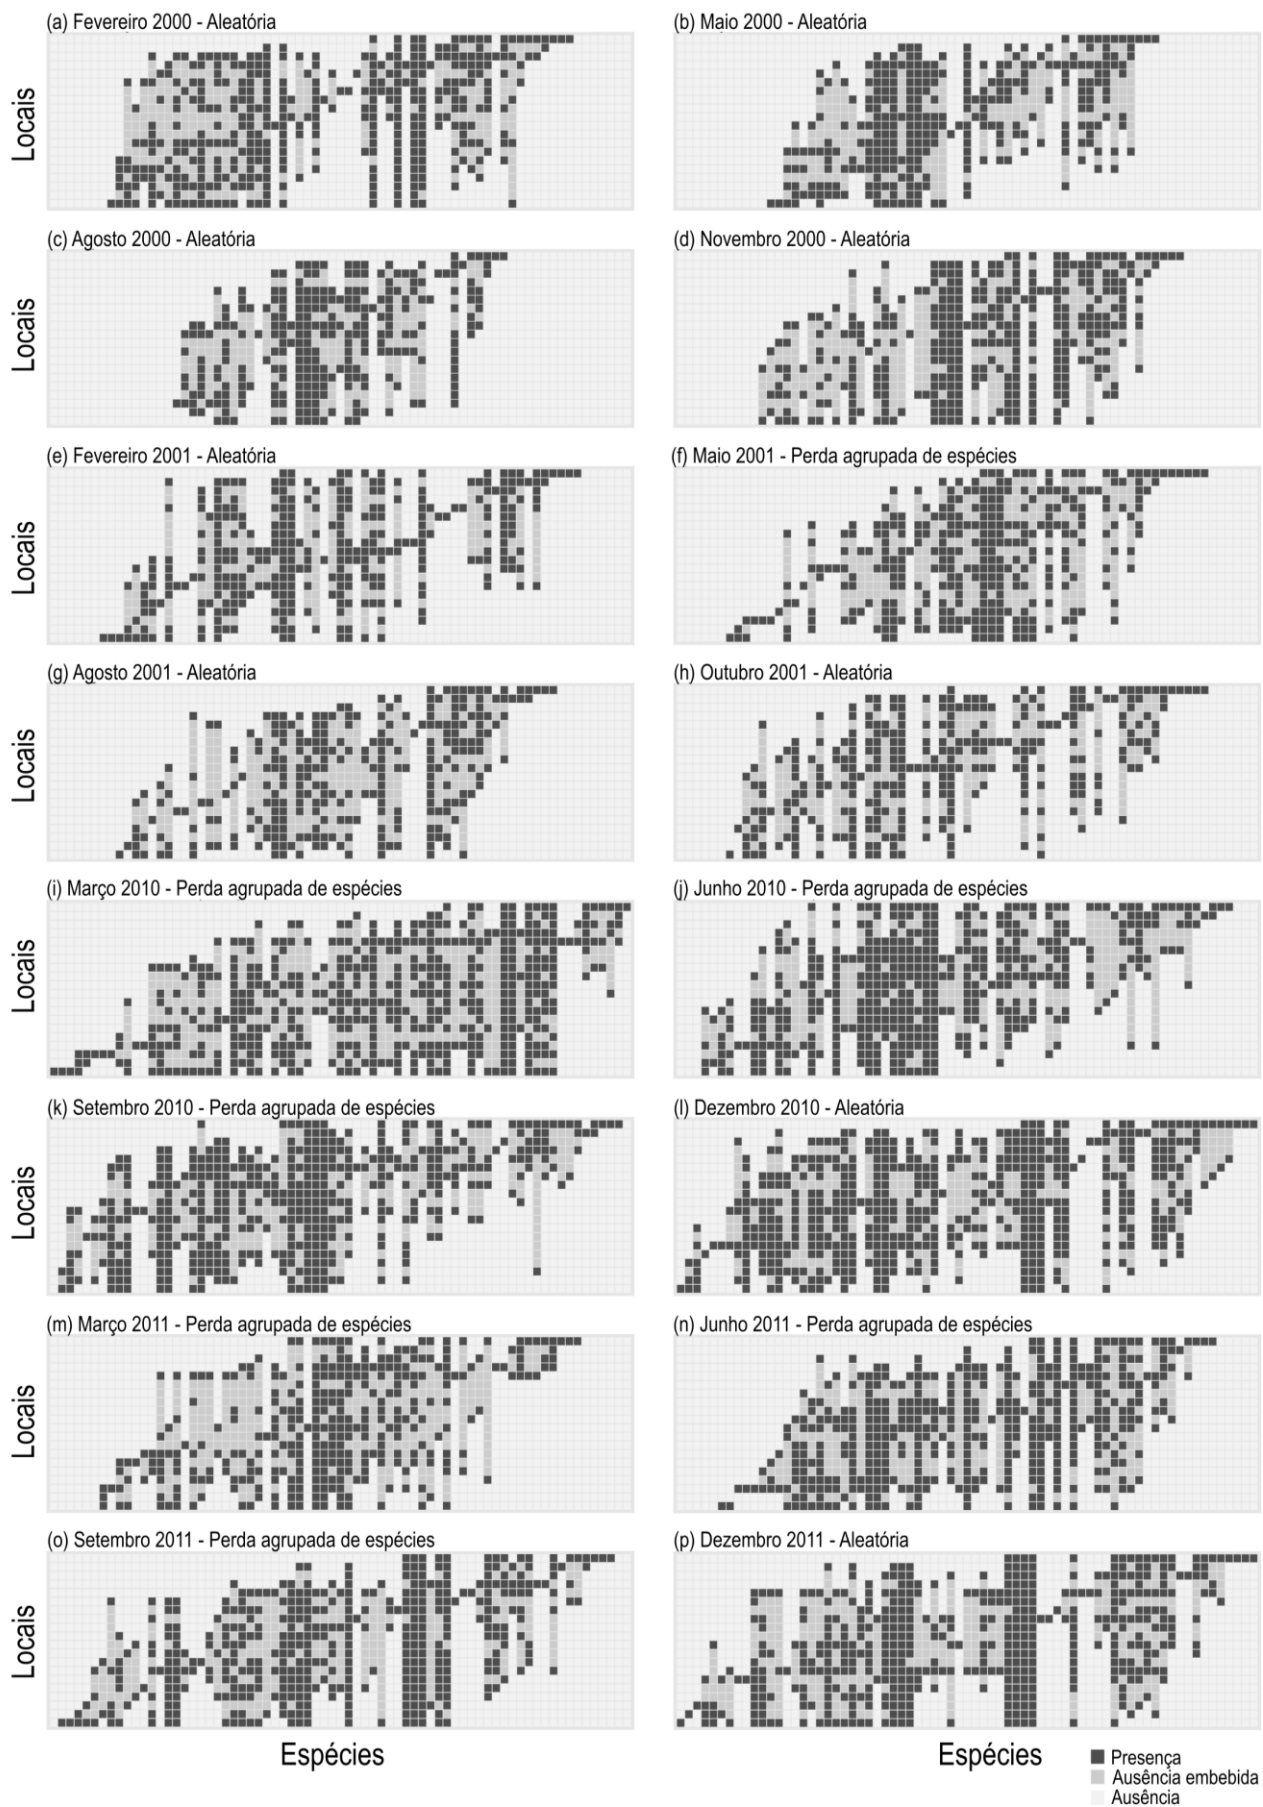 (a) Fevereiro 2000 - Aleatória
(b) Maio 2000 - Aleatória
Locais
(c) Agosto 2000 - Aleatória
(d) Novembro 2000 - Aleatória
Locais
(e) Fevereiro 2001 - Aleatória
(f) Maio 2001 - Perda agrupada de espécies
Locais
(g) Agosto 2001 - Aleatória
(h) Outubro 2001 - Aleatória
Locais
(i) Março 2010 - Perda agrupada de espécies
(j) Junho 2010 - Perda agrupada de espécies
Locais
(k) Setembro 2010 - Perda agrupada de espécies
(l) Dezembro 2010 - Aleatória
Locais
(m) Março 2011 - Perda agrupada de espécies
(n) Junho 2011 - Perda agrupada de espécies
Locais
(o) Setembro 2011 - Perda agrupada de espécies
(p) Dezembro 2011 - Aleatória
Locais
Espécies
Espécies
Presença
Ausência embebida
Ausência